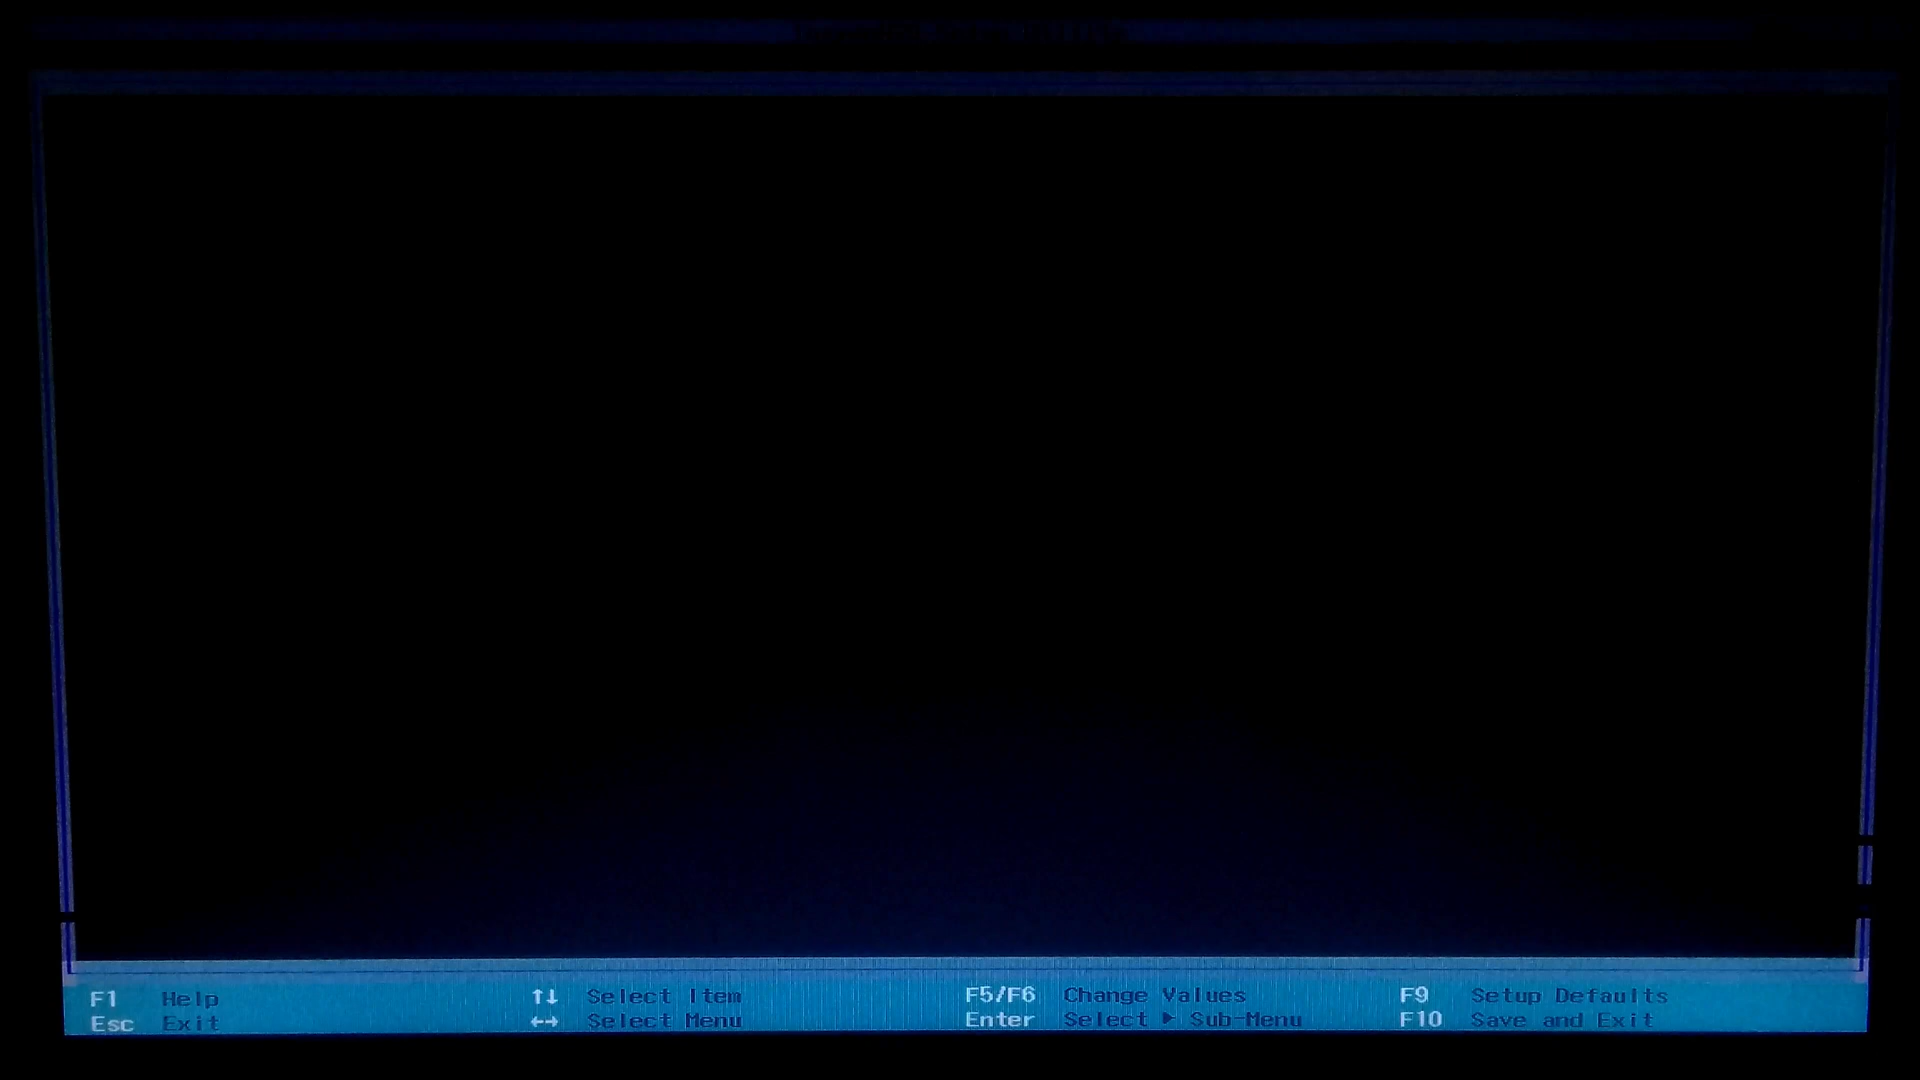 F1 Help ↑↓ Select Item F5/F6 Change Values F9 Setup Defaults
Esc Exit ←→ Select Menu Enter Select ▶ Sub-Menu F10 Save and Exit